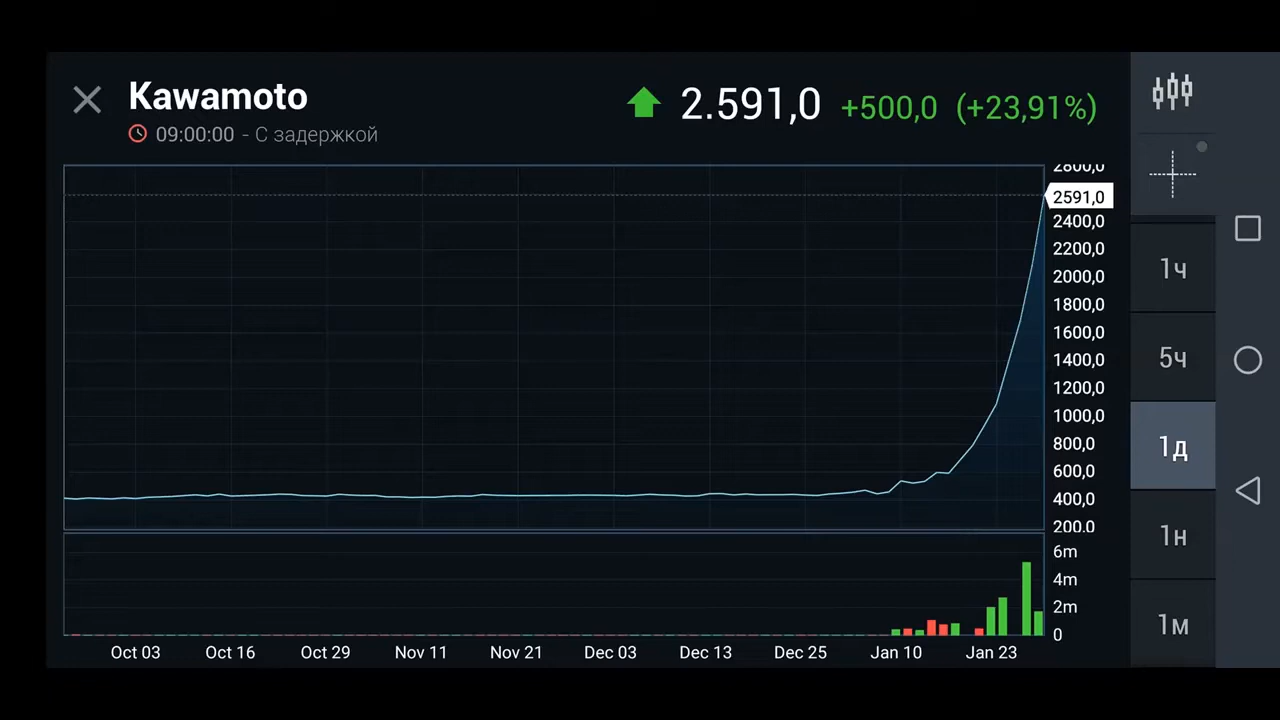 Kawamoto
2.591,0 +500,0 (+23,91%)
09:00:00 - С задержкой
2800,0
2591,0
2400,0
2200,0
2000,0
1800,0
1600,0
1400,0
1200,0
1000,0
800,0
600,0
400,0
200,0
6m
4m
2m
0
Oct 03 Oct 16 Oct 29 Nov 11 Nov 21 Dec 03 Dec 13 Dec 25 Jan 10 Jan 23
1ч
5ч
1д
1н
1м